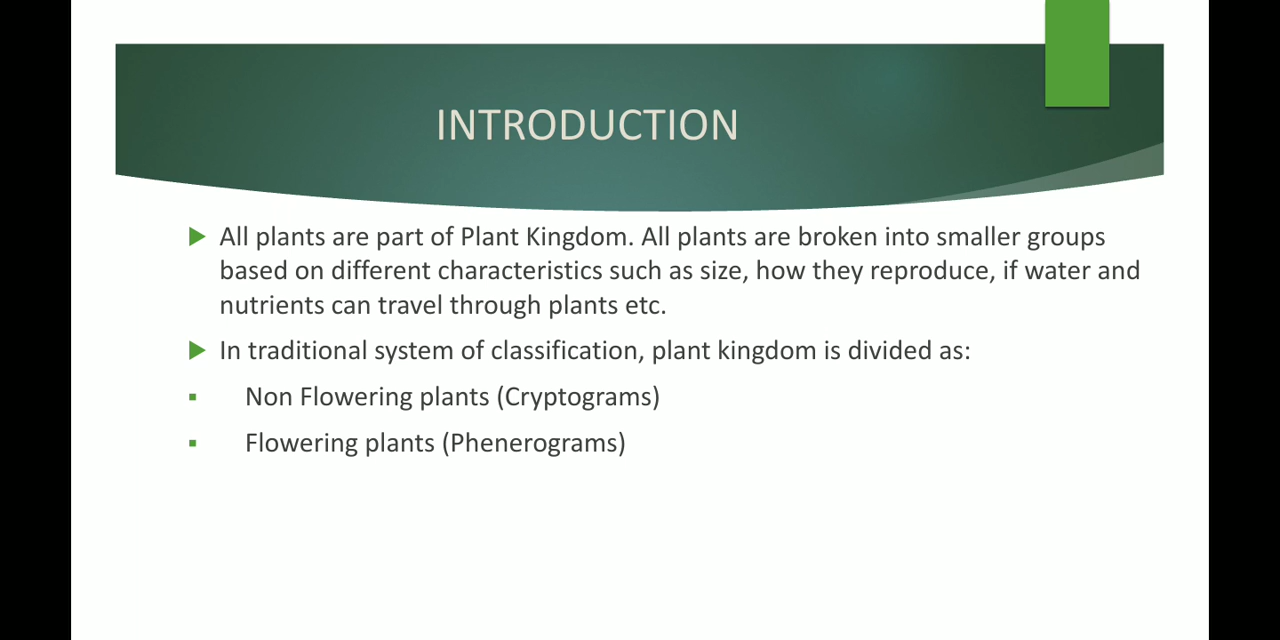 INTRODUCTION
All plants are part of Plant Kingdom. All plants are broken into smaller groups
based on different characteristics such as size, how they reproduce, if water and
nutrients can travel through plants etc.
In traditional system of classification, plant kingdom is divided as:
Non Flowering plants (Cryptograms)
Flowering plants (Phenerograms)